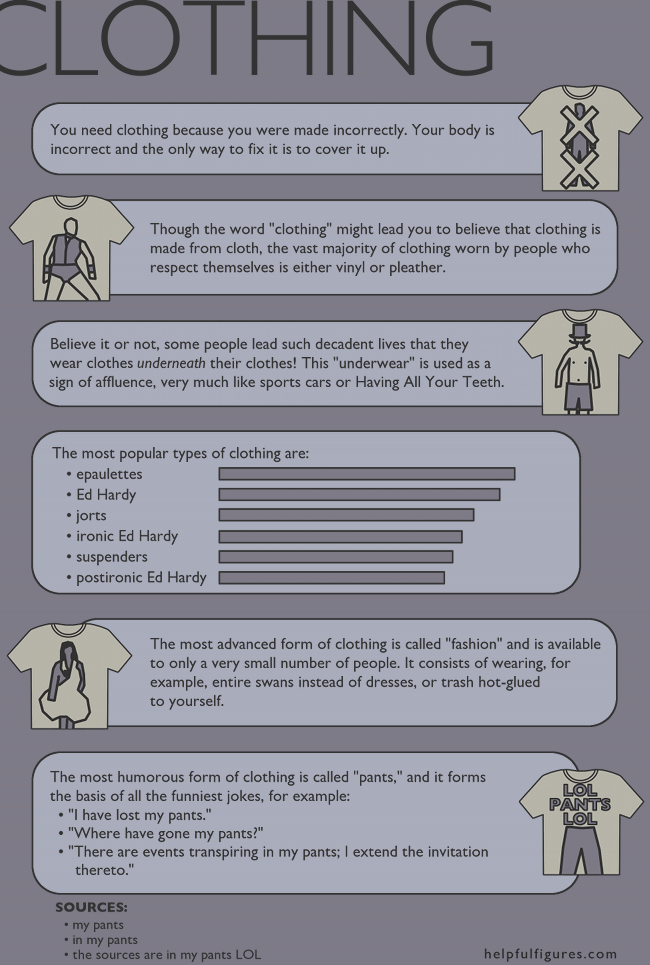 CLOTHING
You need clothing because you were made incorrectly. Your body is
incorrect and the only way to fix it is to cover it up.
Though the word "clothing" might lead you to believe that clothing is
made from cloth, the vast majority of clothing worn by people who
respect themselves is either vinyl or pleather.
Believe it or not, some people lead such decadent lives that they
wear clothes underneath their clothes! This "underwear" is used as a
sign of affluence, very much like sports cars or Having All Your Teeth.
The most popular types of clothing are:
• epaulettes
• Ed Hardy
• jorts
• ironic Ed Hardy
• suspenders
• postironic Ed Hardy
The most advanced form of clothing is called "fashion" and is available
to only a very small number of people. It consists of wearing, for
example, entire swans instead of dresses, or trash hot-glued
to yourself.
The most humorous form of clothing is called "pants," and it forms
the basis of all the funniest jokes, for example:
• "I have lost my pants."
• "Where have gone my pants?"
• "There are events transpiring in my pants; I extend the invitation
thereto."
LOL
PANTS
LOL
SOURCES:
• my pants
• in my pants
• the sources are in my pants LOL
helpfulfigures.com